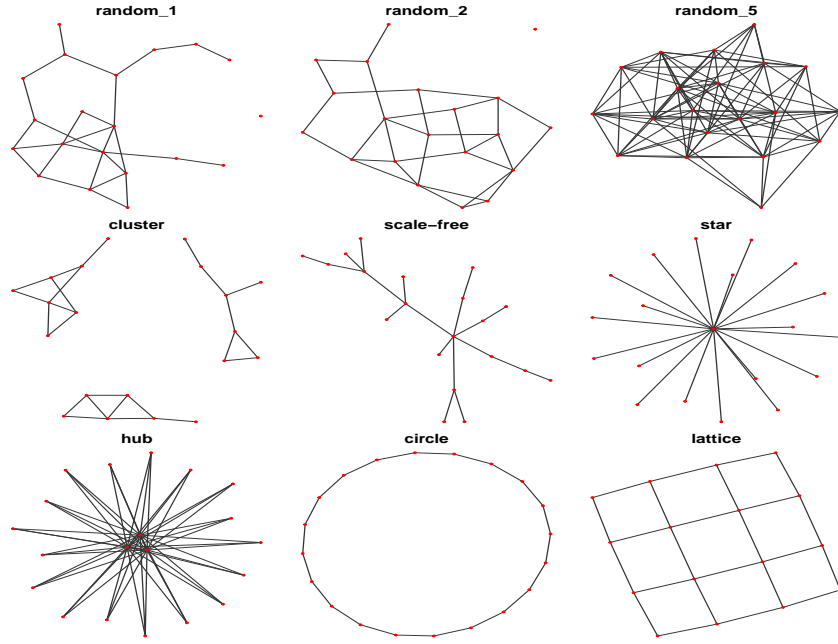 random_1
random_2
random_5
cluster
scale−free
star
hub
circle
lattice